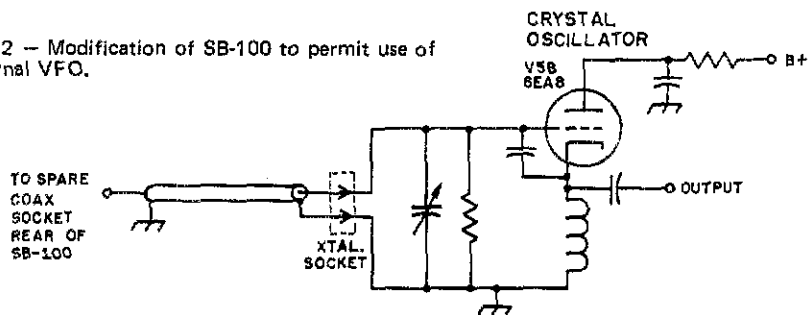 2 — Modification of SB-100 to permit use of
rnal VFO.
CRYSTAL
OSCILLATOR
V5B
6EA8
B+
TO SPARE
COAX
SOCKET
REAR OF
SB-100
XTAL.
SOCKET
OUTPUT